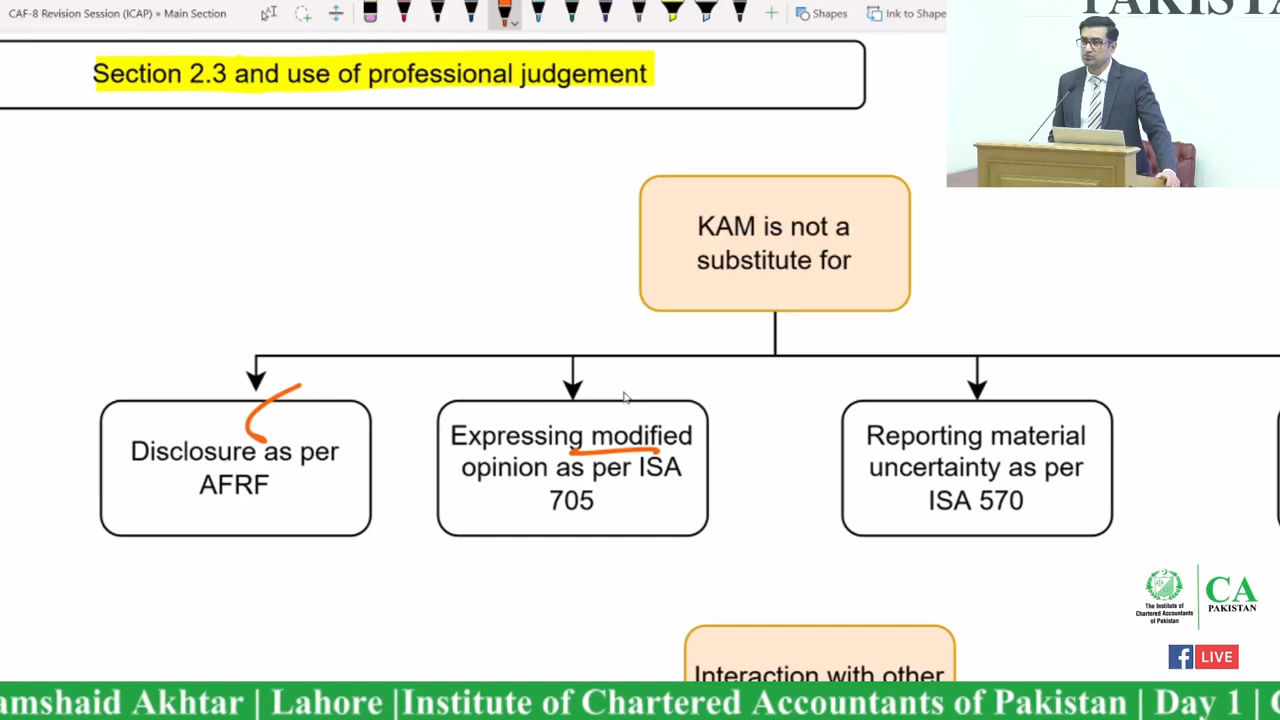 CAF-8 Revision Session (ICAP) » Main Section
Shapes
Ink to Shape
PAKISTA
Section 2.3 and use of professional judgement
KAM is not a
substitute for
Disclosure as per
AFRF
Expressing modified
opinion as per ISA
705
Reporting material
uncertainty as per
ISA 570
The Institute of
Chartered Accountants
of Pakistan
CA
PAKISTAN
f LIVE
Interaction with other
amshaid Akhtar | Lahore |Institute of Chartered Accountants of Pakistan | Day 1 |